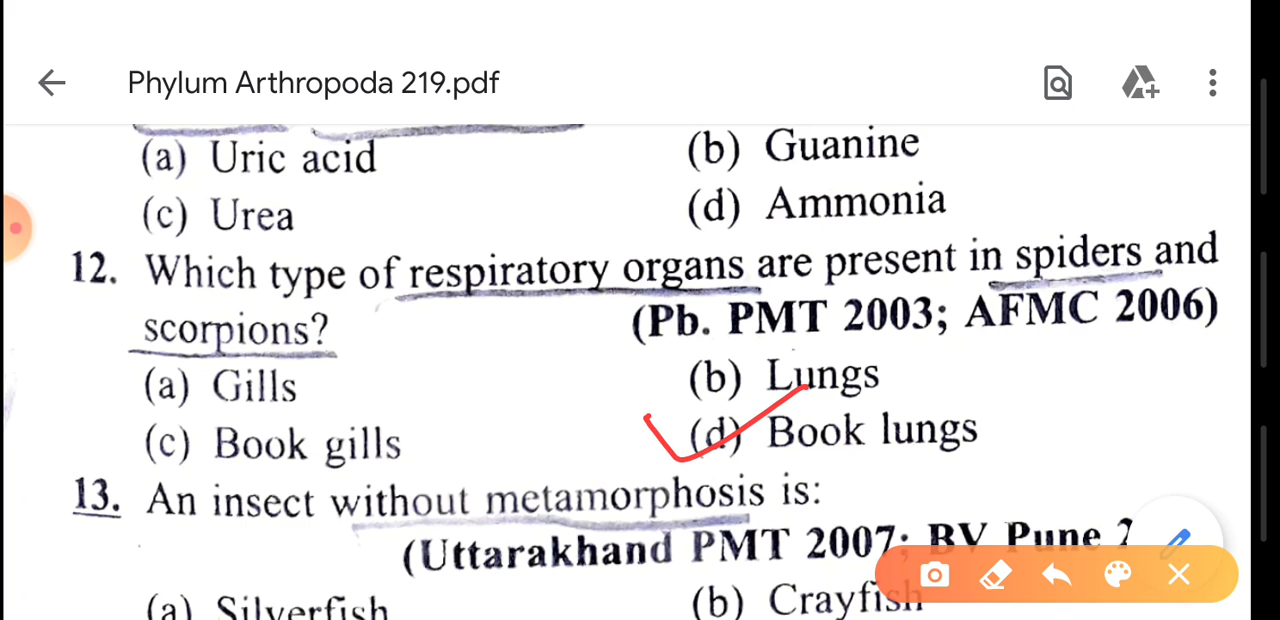 Phylum Arthropoda 219.pdf
(a) Uric acid (b) Guanine
(c) Urea (d) Ammonia
12. Which type of respiratory organs are present in spiders and
scorpions? (Pb. PMT 2003; AFMC 2006)
(a) Gills (b) Lungs
(c) Book gills (d) Book lungs
13. An insect without metamorphosis is:
(Uttarakhand PMT 2007; BV Pune
(a) Silverfish (b) Crayfish